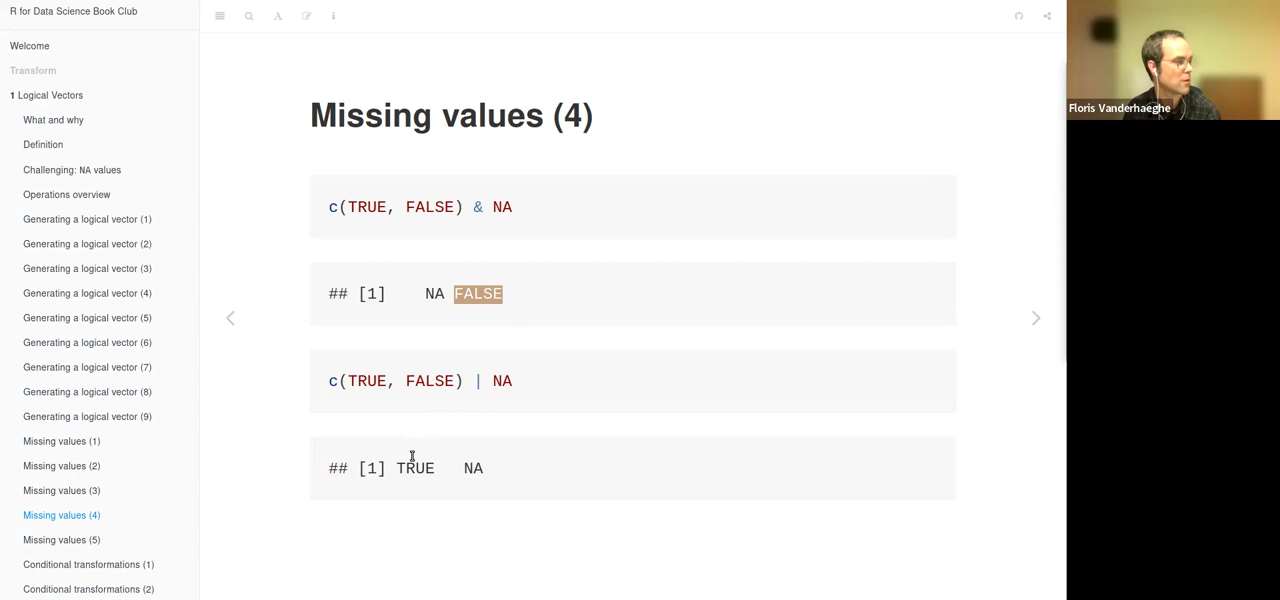 R for Data Science Book Club
Welcome
Transform
1 Logical Vectors
What and why
Definition
Challenging: NA values
Operations overview
Generating a logical vector (1)
Generating a logical vector (2)
Generating a logical vector (3)
Generating a logical vector (4)
Generating a logical vector (5)
Generating a logical vector (6)
Generating a logical vector (7)
Generating a logical vector (8)
Generating a logical vector (9)
Missing values (1)
Missing values (2)
Missing values (3)
Missing values (4)
Missing values (5)
Conditional transformations (1)
Conditional transformations (2)
Missing values (4)
c(TRUE, FALSE) & NA
## [1]    NA FALSE
c(TRUE, FALSE) | NA
## [1] TRUE   NA
Floris Vanderhaeghe